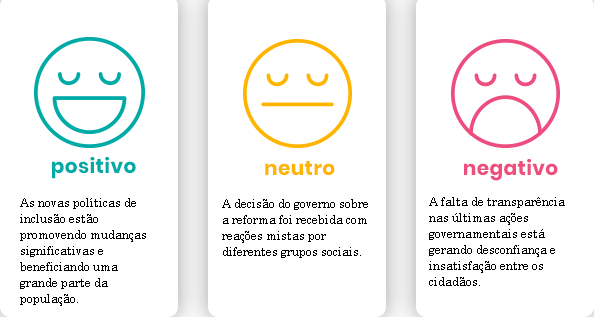 positivo
As novas políticas de
inclusão estão
promovendo mudanças
significativas e
beneficiando uma
grande parte da
população.
neutro
A decisão do governo sobre
a reforma foi recebida com
reações mistas por
diferentes grupos sociais.
negativo
A falta de transparência
nas últimas ações
governamentais está
gerando desconfiança e
insatisfação entre os
cidadãos.